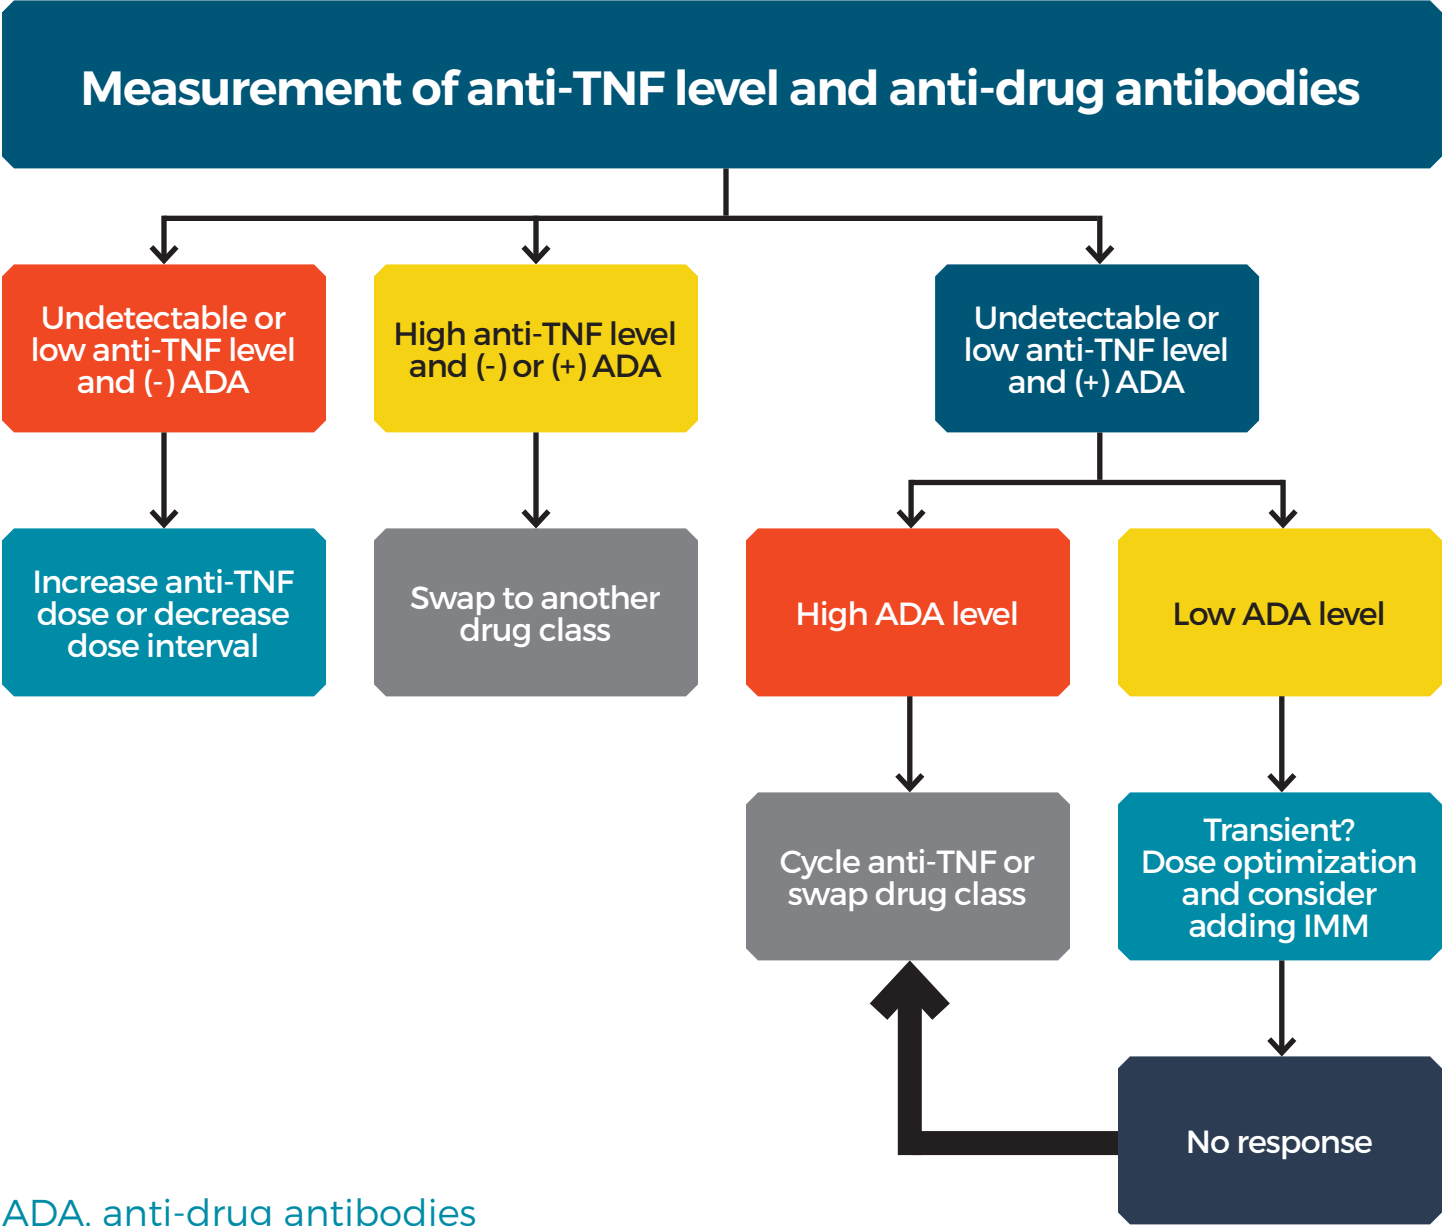 Measurement of anti-TNF level and anti-drug antibodies
Undetectable or
low anti-TNF level
and (-) ADA
High anti-TNF level
and (-) or (+) ADA
Undetectable or
low anti-TNF level
and (+) ADA
Increase anti-TNF
dose or decrease
dose interval
Swap to another
drug class
High ADA level
Low ADA level
Cycle anti-TNF or
swap drug class
Transient?
Dose optimization
and consider
adding IMM
No response
ADA, anti-drug antibodies